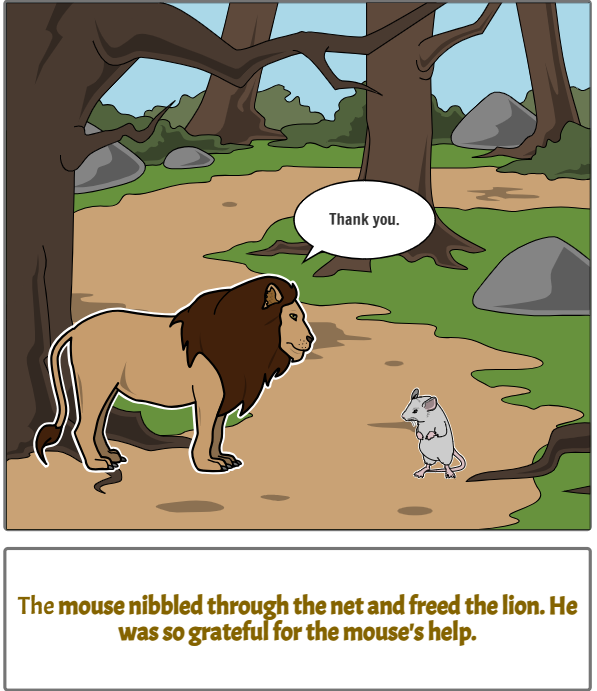 Thank you.
The mouse nibbled through the net and freed the lion. He
was so grateful for the mouse's help.